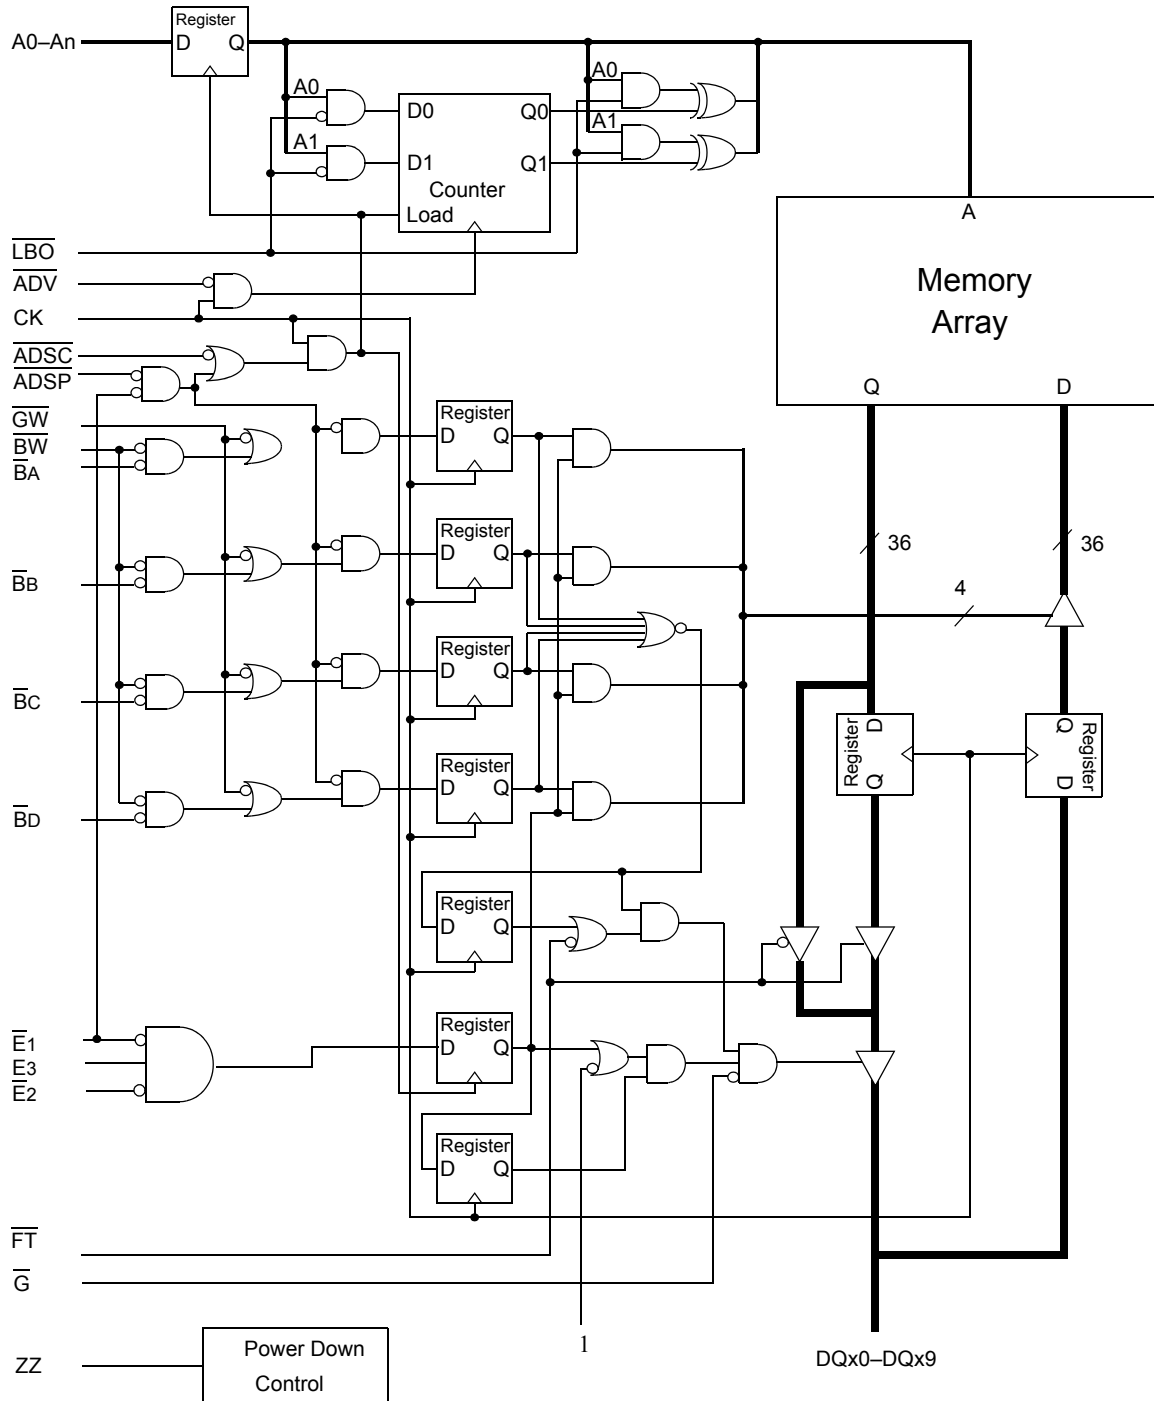 Register
A0–An
D Q
A0
A0
D0
Q0
A1
A1
D1
Q1
Counter
Load
A
LBO
ADV
Memory
Array
CK
ADSC
ADSP
Q
D
GW
Register
BW
D Q
BA
Register
36
36
D Q
BB
4
Register
D Q
BC
Register
D
Q
Q
D
Register
Register
D Q
BD
Register
D Q
Register
E1
D Q
E3
E2
Register
D Q
FT
G
1
Power Down
Control
ZZ
DQx0–DQx9